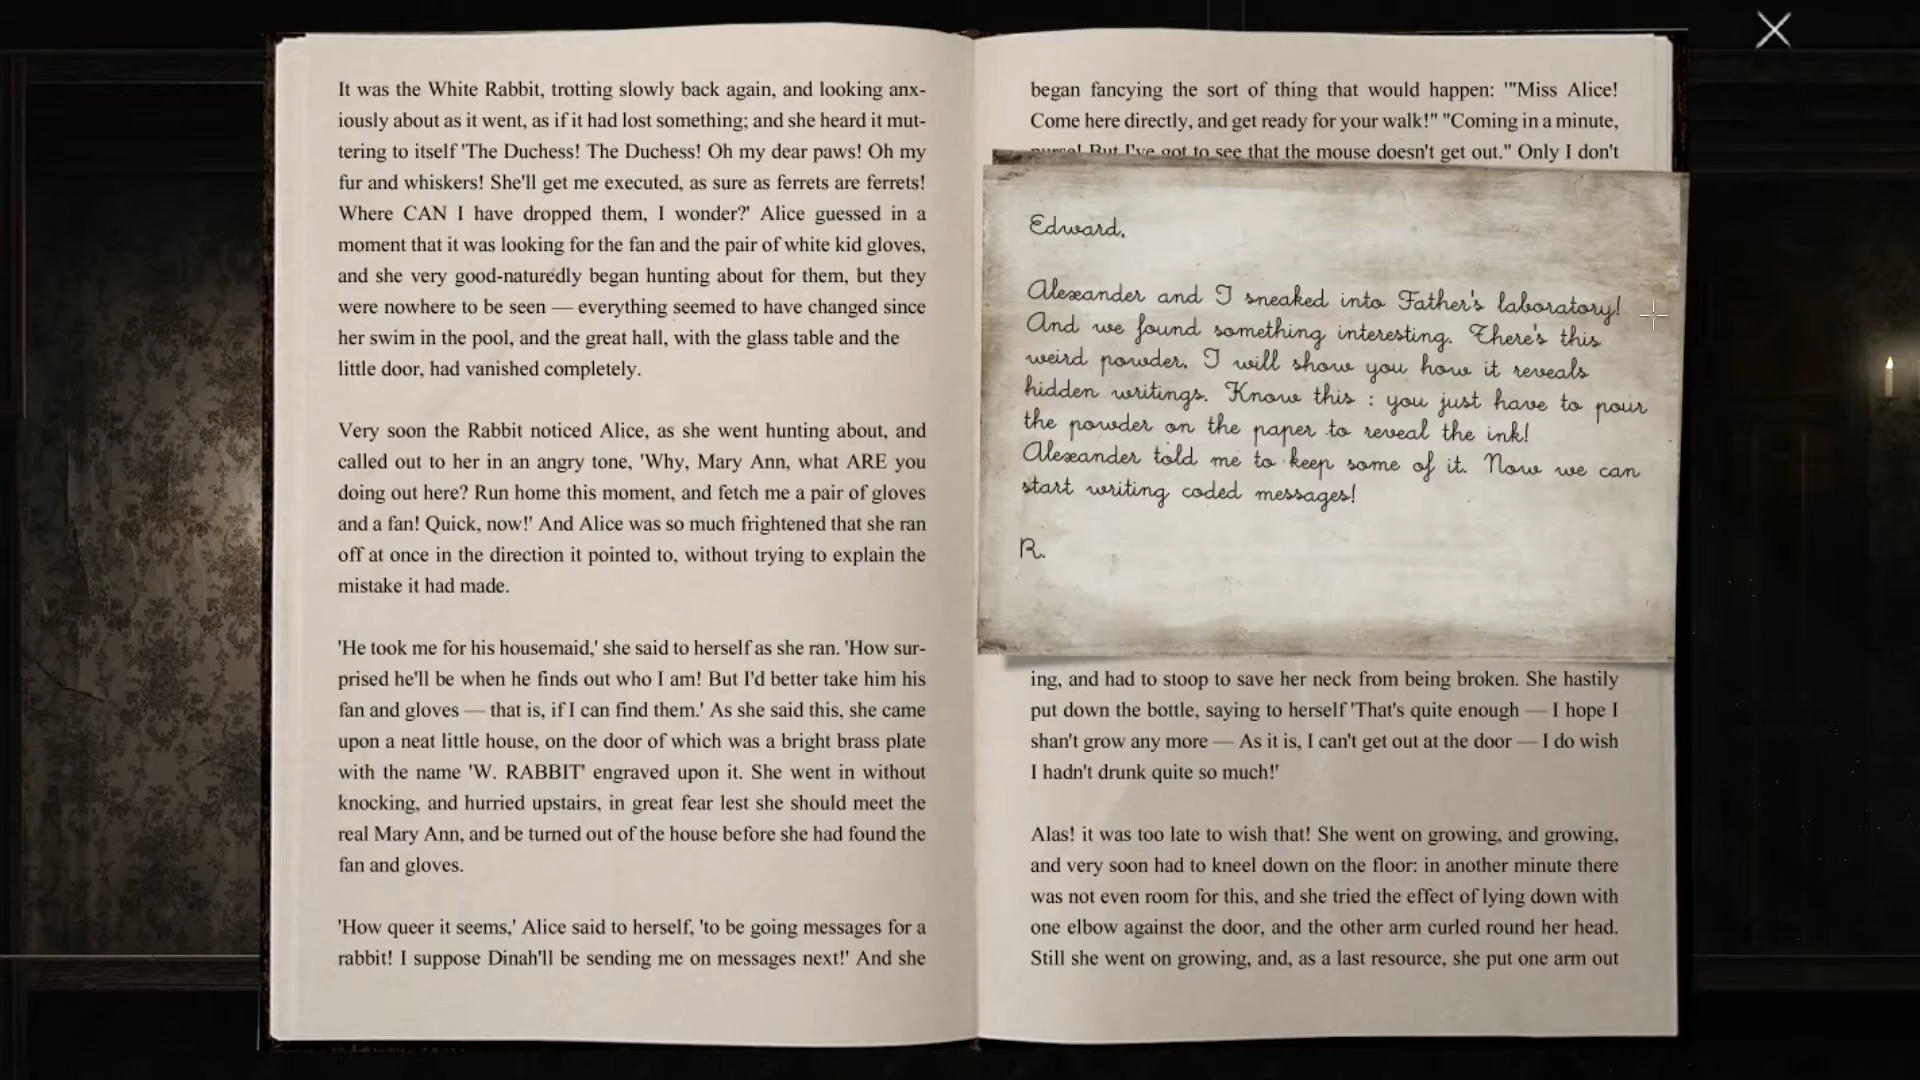 It was the White Rabbit, trotting slowly back again, and looking anx-
iously about as it went, as if it had lost something; and she heard it mut-
tering to itself 'The Duchess! The Duchess! Oh my dear paws! Oh my
fur and whiskers! She'll get me executed, as sure as ferrets are ferrets!
Where CAN I have dropped them, I wonder?' Alice guessed in a
moment that it was looking for the fan and the pair of white kid gloves,
and she very good-naturedly began hunting about for them, but they
were nowhere to be seen — everything seemed to have changed since
her swim in the pool, and the great hall, with the glass table and the
little door, had vanished completely.
Very soon the Rabbit noticed Alice, as she went hunting about, and
called out to her in an angry tone, 'Why, Mary Ann, what ARE you
doing out here? Run home this moment, and fetch me a pair of gloves
and a fan! Quick, now!' And Alice was so much frightened that she ran
off at once in the direction it pointed to, without trying to explain the
mistake it had made.
'He took me for his housemaid,' she said to herself as she ran. 'How sur-
prised he'll be when he finds out who I am! But I'd better take him his
fan and gloves — that is, if I can find them.' As she said this, she came
upon a neat little house, on the door of which was a bright brass plate
with the name 'W. RABBIT' engraved upon it. She went in without
knocking, and hurried upstairs, in great fear lest she should meet the
real Mary Ann, and be turned out of the house before she had found the
fan and gloves.
'How queer it seems,' Alice said to herself, 'to be going messages for a
rabbit! I suppose Dinah'll be sending me on messages next!' And she
began fancying the sort of thing that would happen: '"Miss Alice!
Come here directly, and get ready for your walk!" "Coming in a minute,
nurse! But I've got to see that the mouse doesn't get out." Only I don't
Edward,
Alexander and I sneaked into Father's laboratory!
And we found something interesting. There's this
weird powder. I will show you how it reveals
hidden writings. Know this : you just have to pour
the powder on the paper to reveal the ink!
Alexander told me to keep some of it. Now we can
start writing coded messages!
R.
ing, and had to stoop to save her neck from being broken. She hastily
put down the bottle, saying to herself 'That's quite enough — I hope I
shan't grow any more — As it is, I can't get out at the door — I do wish
I hadn't drunk quite so much!'
Alas! it was too late to wish that! She went on growing, and growing,
and very soon had to kneel down on the floor: in another minute there
was not even room for this, and she tried the effect of lying down with
one elbow against the door, and the other arm curled round her head.
Still she went on growing, and, as a last resource, she put one arm out